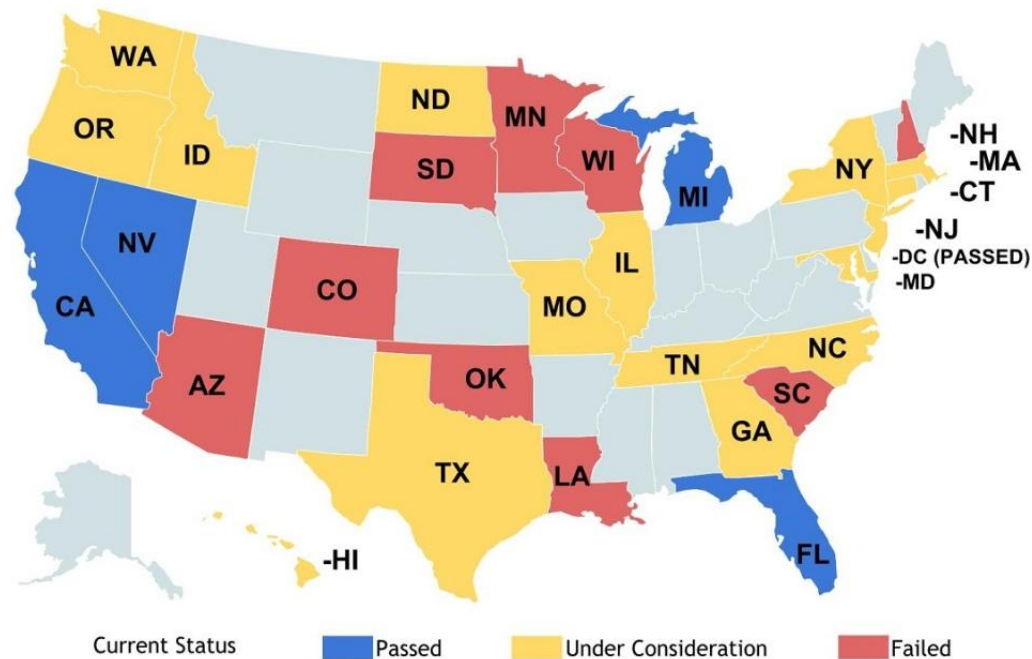 WA
ND
MN
OR
-NH
ID
WI
-MA
SD
NY
MI
-CT
-NJ
NV
-DC (PASSED)
IL
-MD
CO
CA
MO
NC
TN
AZ
OK
SC
GA
TX
LA
-HI
FL
Current Status Passed Under Consideration Failed